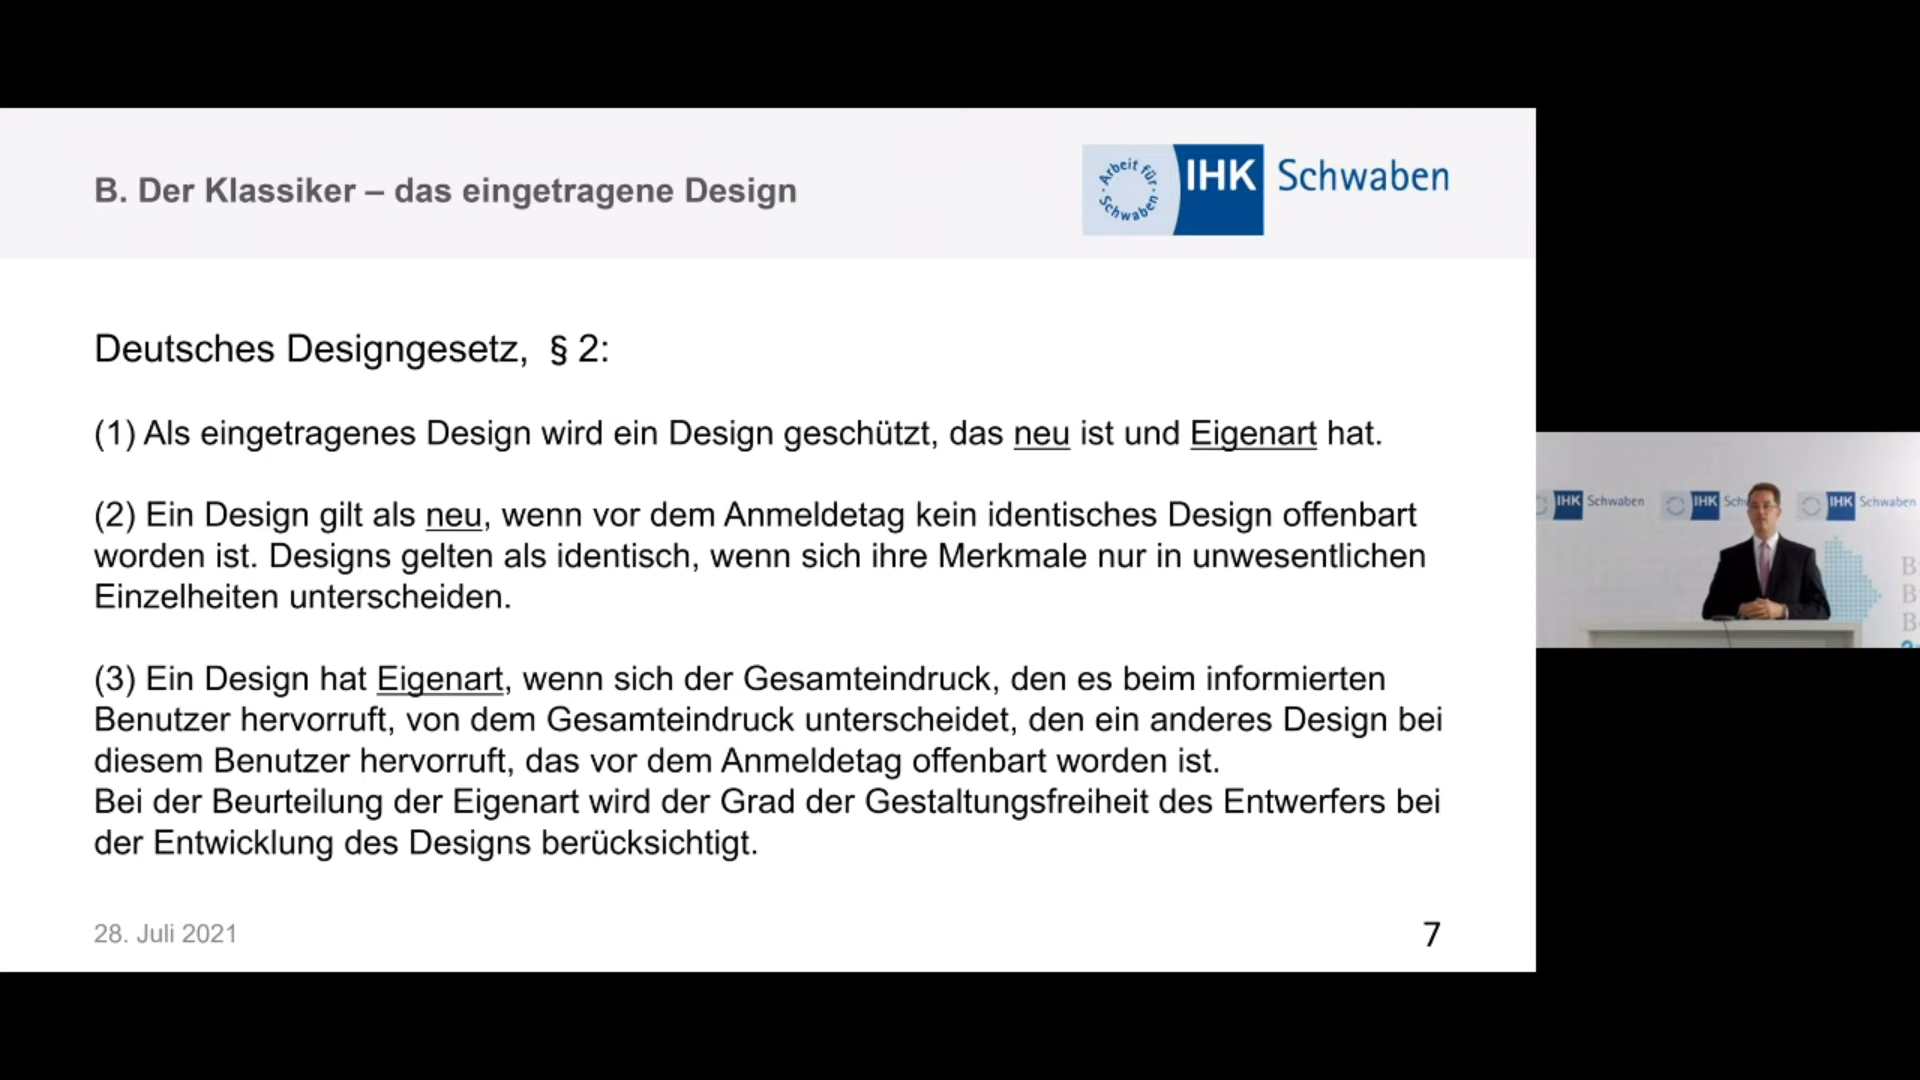 B. Der Klassiker – das eingetragene Design
Arbeit für Schwaben
IHK Schwaben
Deutsches Designgesetz, § 2:
(1) Als eingetragenes Design wird ein Design geschützt, das neu ist und Eigenart hat.
(2) Ein Design gilt als neu, wenn vor dem Anmeldetag kein identisches Design offenbart
worden ist. Designs gelten als identisch, wenn sich ihre Merkmale nur in unwesentlichen
Einzelheiten unterscheiden.
(3) Ein Design hat Eigenart, wenn sich der Gesamteindruck, den es beim informierten
Benutzer hervorruft, von dem Gesamteindruck unterscheidet, den ein anderes Design bei
diesem Benutzer hervorruft, das vor dem Anmeldetag offenbart worden ist.
Bei der Beurteilung der Eigenart wird der Grad der Gestaltungsfreiheit des Entwerfers bei
der Entwicklung des Designs berücksichtigt.
28. Juli 2021
7
IHK Schwaben
IHK Sch
IHK Schwaben